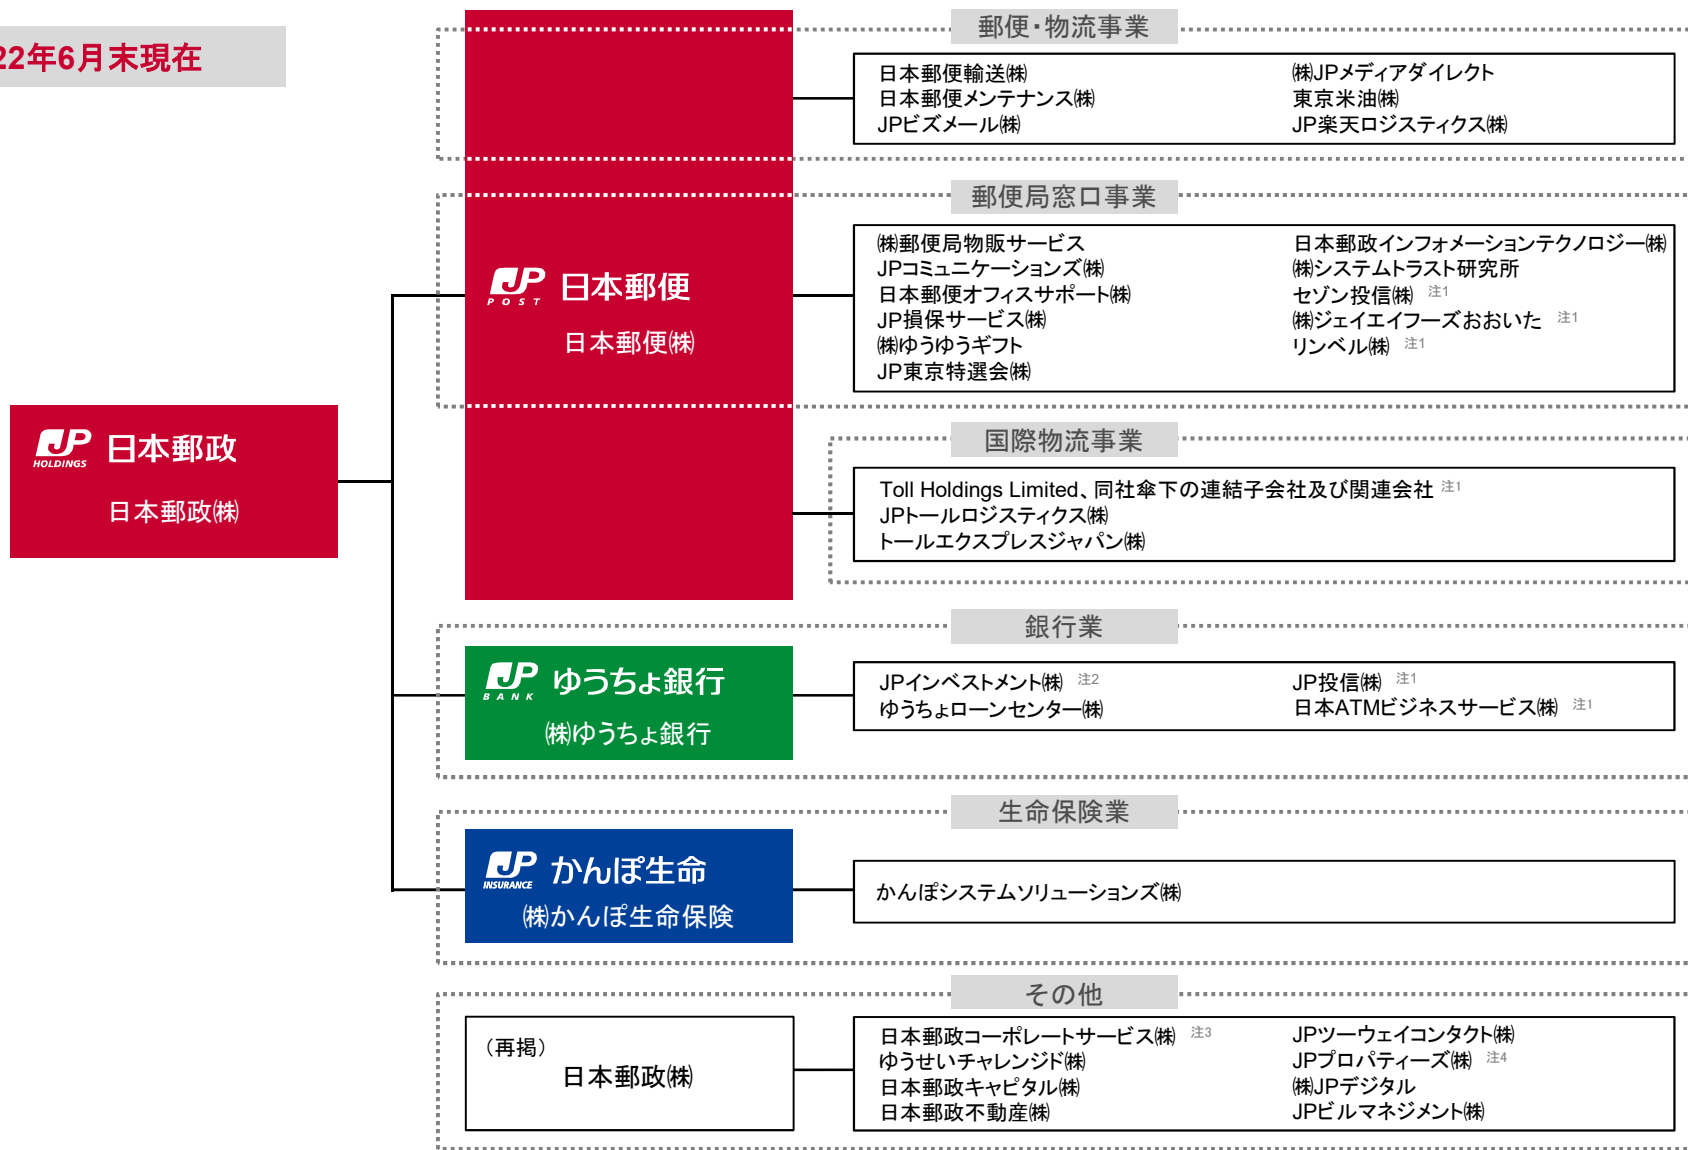 22年6月末現在
郵便・物流事業
日本郵便輸送㈱
日本郵便メンテナンス㈱
JPビズメール㈱
㈱JPメディアダイレクト
東京米油㈱
JP楽天ロジスティクス㈱
郵便局窓口事業
㈱郵便局物販サービス
JPコミュニケーションズ㈱
日本郵便オフィスサポート㈱
JP損保サービス㈱
㈱ゆうゆうギフト
JP東京特選会㈱
日本郵政インフォメーションテクノロジー㈱
㈱システムトラスト研究所
セゾン投信㈱ 注1
㈱ジェイエイフーズおおいた 注1
リンベル㈱ 注1
JP POST 日本郵便
日本郵便㈱
JP HOLDINGS 日本郵政
日本郵政㈱
国際物流事業
Toll Holdings Limited、同社傘下の連結子会社及び関連会社 注1
JPトールロジスティクス㈱
トールエクスプレスジャパン㈱
銀行業
JP BANK ゆうちょ銀行
㈱ゆうちょ銀行
JPインベストメント㈱ 注2
ゆうちょローンセンター㈱
JP投信㈱ 注1
日本ATMビジネスサービス㈱ 注1
生命保険業
JP INSURANCE かんぽ生命
㈱かんぽ生命保険
かんぽシステムソリューションズ㈱
その他
（再掲）
日本郵政㈱
日本郵政コーポレートサービス㈱ 注3
ゆうせいチャレンジド㈱
日本郵政キャピタル㈱
日本郵政不動産㈱
JPツーウェイコンタクト㈱
JPプロパティーズ㈱ 注4
㈱JPデジタル
JPビルマネジメント㈱